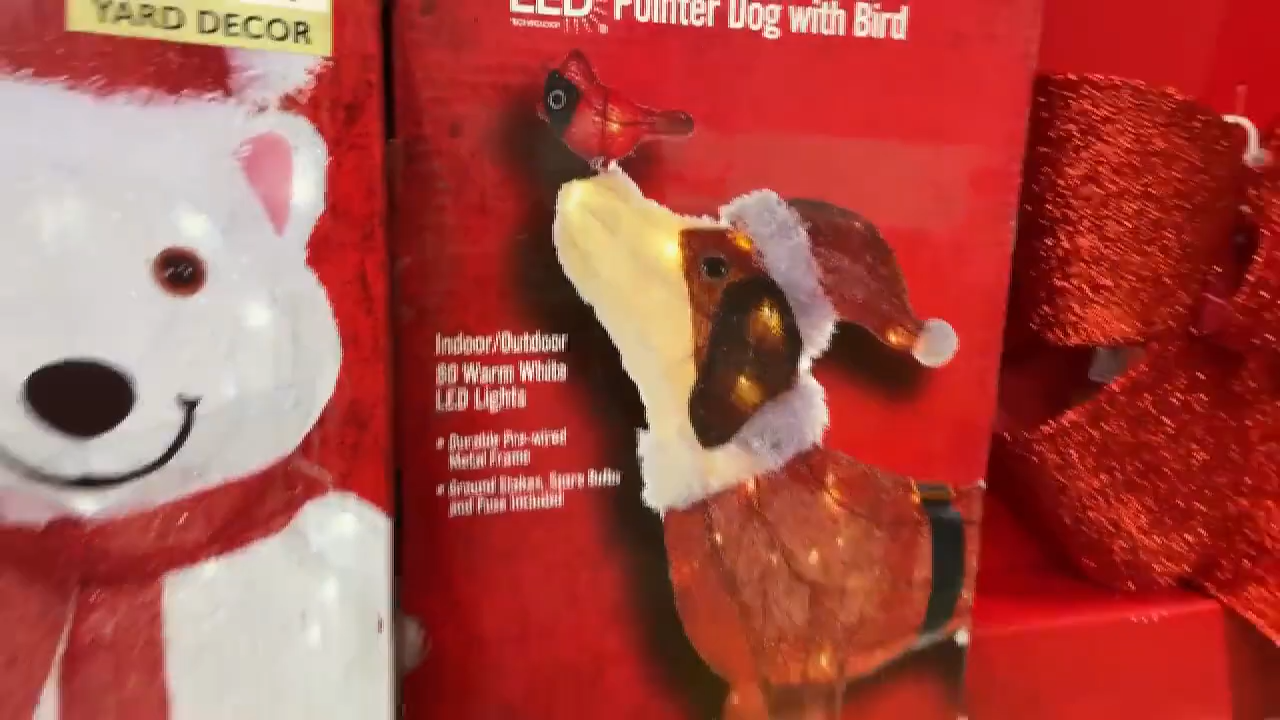 YARD DECOR
LED Pointer Dog with Bird
Indoor/Outdoor
80 Warm White
LED Lights
• Durable Pre-wired
Metal Frame
• Ground Stakes, Spare Bulbs
and Fuse Included